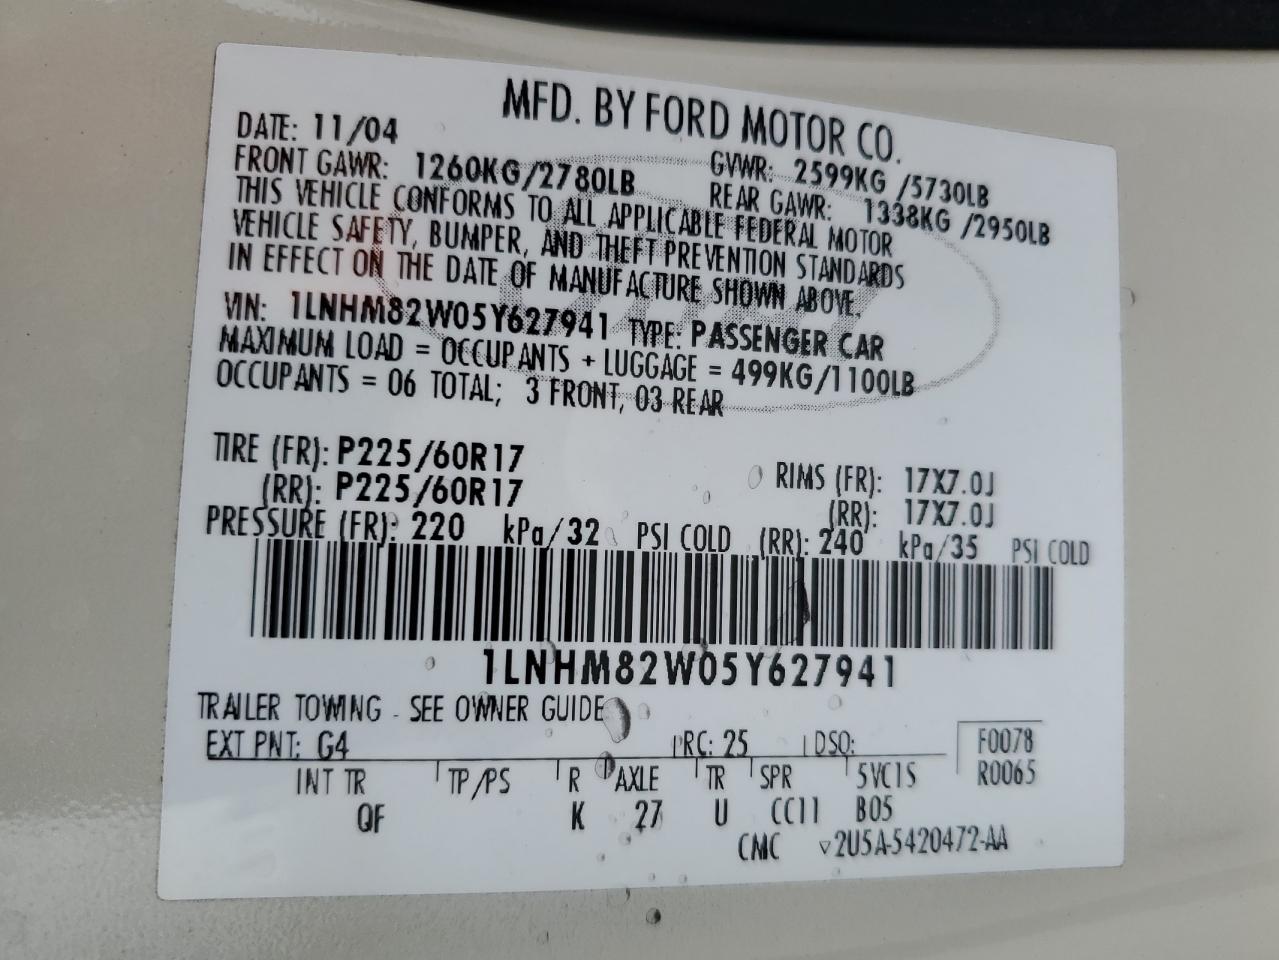 MFD. BY FORD MOTOR CO.
DATE: 11/04
GVWR: 2599KG /5730LB
FRONT GAWR: 1260KG/2780LB
REAR GAWR: 1338KG /2950LB
THIS VEHICLE CONFORMS TO ALL APPLICABLE FEDERAL MOTOR
VEHICLE SAFETY, BUMPER, AND THEFT PREVENTION STANDARDS
IN EFFECT ON THE DATE OF MANUFACTURE SHOWN ABOVE.
VIN: 1LNHM82W05Y627941 TYPE: PASSENGER CAR
MAXIMUM LOAD = OCCUPANTS + LUGGAGE = 499KG/1100LB
OCCUPANTS = 06 TOTAL; 3 FRONT, 03 REAR
TIRE (FR): P225/60R17 RIMS (FR): 17X7.0J
(RR): P225/60R17 (RR): 17X7.0J
PRESSURE (FR): 220 kPa/32 PSI COLD (RR): 240 kPa/35 PSI COLD
1LNHM82W05Y627941
TRAILER TOWING - SEE OWNER GUIDE
EXT PNT: G4 RC: 25 DSO: F0078
INT TR TP/PS R AXLE TR SPR 5VC1S R0065
QF K 27 U CC11 B05
CMC ▿2U5A-5420472-AA